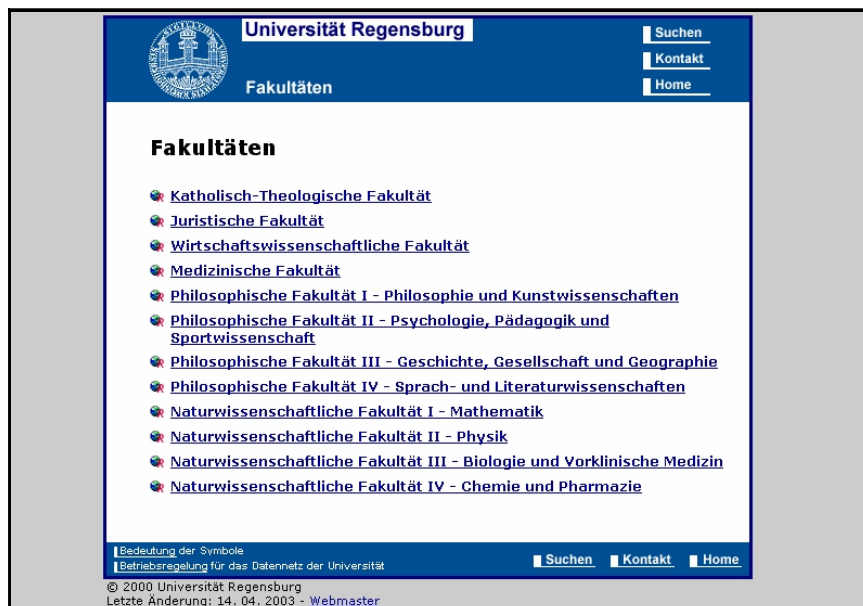 Universität Regensburg
Suchen
Kontakt
Fakultäten
Home
Fakultäten
Katholisch-Theologische Fakultät
Juristische Fakultät
Wirtschaftswissenschaftliche Fakultät
Medizinische Fakultät
Philosophische Fakultät I - Philosophie und Kunstwissenschaften
Philosophische Fakultät II - Psychologie, Pädagogik und
Sportwissenschaft
Philosophische Fakultät III - Geschichte, Gesellschaft und Geographie
Philosophische Fakultät IV - Sprach- und Literaturwissenschaften
Naturwissenschaftliche Fakultät I - Mathematik
Naturwissenschaftliche Fakultät II - Physik
Naturwissenschaftliche Fakultät III - Biologie und Vorklinische Medizin
Naturwissenschaftliche Fakultät IV - Chemie und Pharmazie
Bedeutung der Symbole
Betriebsregelung für das Datennetz der Universität
Suchen Kontakt Home
© 2000 Universität Regensburg
Letzte Änderung: 14. 04. 2003 - Webmaster